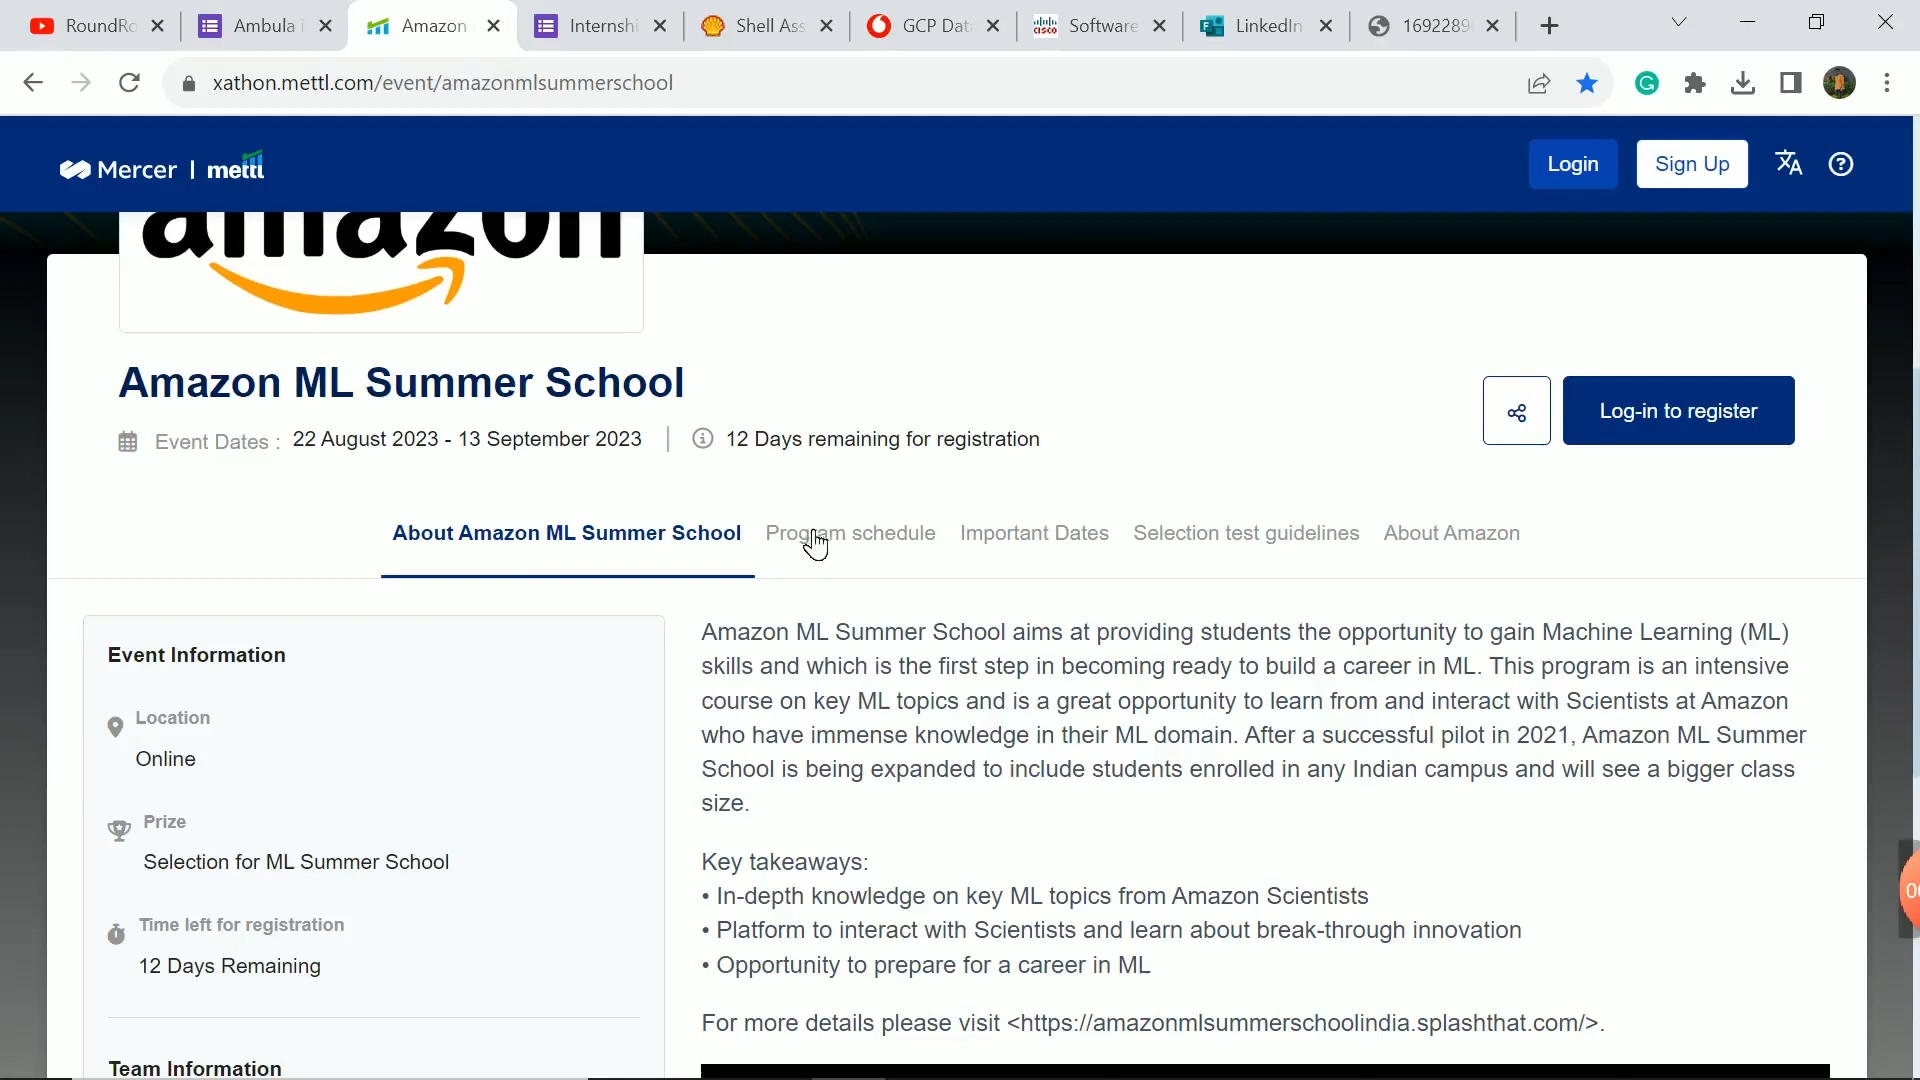 RoundRo
Ambula i
Amazon
Internshi
Shell Ass
GCP Dat
Software
LinkedIn
1692289
xathon.mettl.com/event/amazonmlsummerschool
Mercer | mettl
Login
Sign Up
amazon
Amazon ML Summer School
Event Dates : 22 August 2023 - 13 September 2023
12 Days remaining for registration
Log-in to register
About Amazon ML Summer School
Program schedule
Important Dates
Selection test guidelines
About Amazon
Event Information
Location
Online
Prize
Selection for ML Summer School
Time left for registration
12 Days Remaining
Team Information
Amazon ML Summer School aims at providing students the opportunity to gain Machine Learning (ML)
skills and which is the first step in becoming ready to build a career in ML. This program is an intensive
course on key ML topics and is a great opportunity to learn from and interact with Scientists at Amazon
who have immense knowledge in their ML domain. After a successful pilot in 2021, Amazon ML Summer
School is being expanded to include students enrolled in any Indian campus and will see a bigger class
size.
Key takeaways:
• In-depth knowledge on key ML topics from Amazon Scientists
• Platform to interact with Scientists and learn about break-through innovation
• Opportunity to prepare for a career in ML
For more details please visit <https://amazonmlsummerschoolindia.splashthat.com/>.